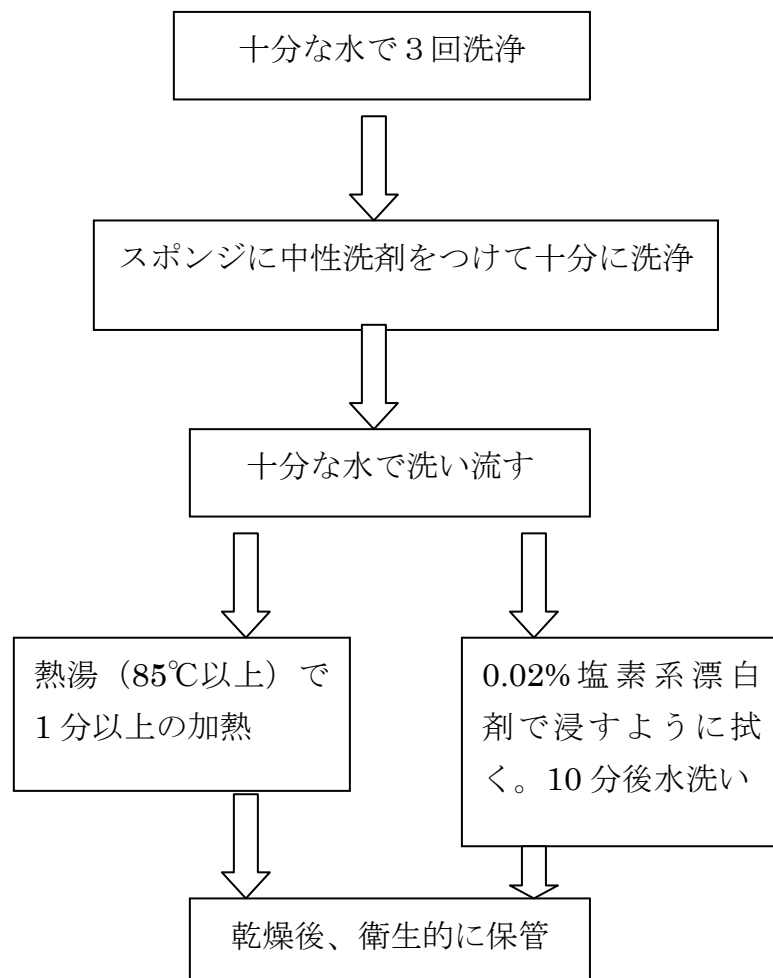 十分な水で３回洗浄
スポンジに中性洗剤をつけて十分に洗浄
十分な水で洗い流す
熱湯（85℃以上）で
1 分以上の加熱
0.02%塩素系漂白
剤で浸すように拭
く。10 分後水洗い
乾燥後、衛生的に保管